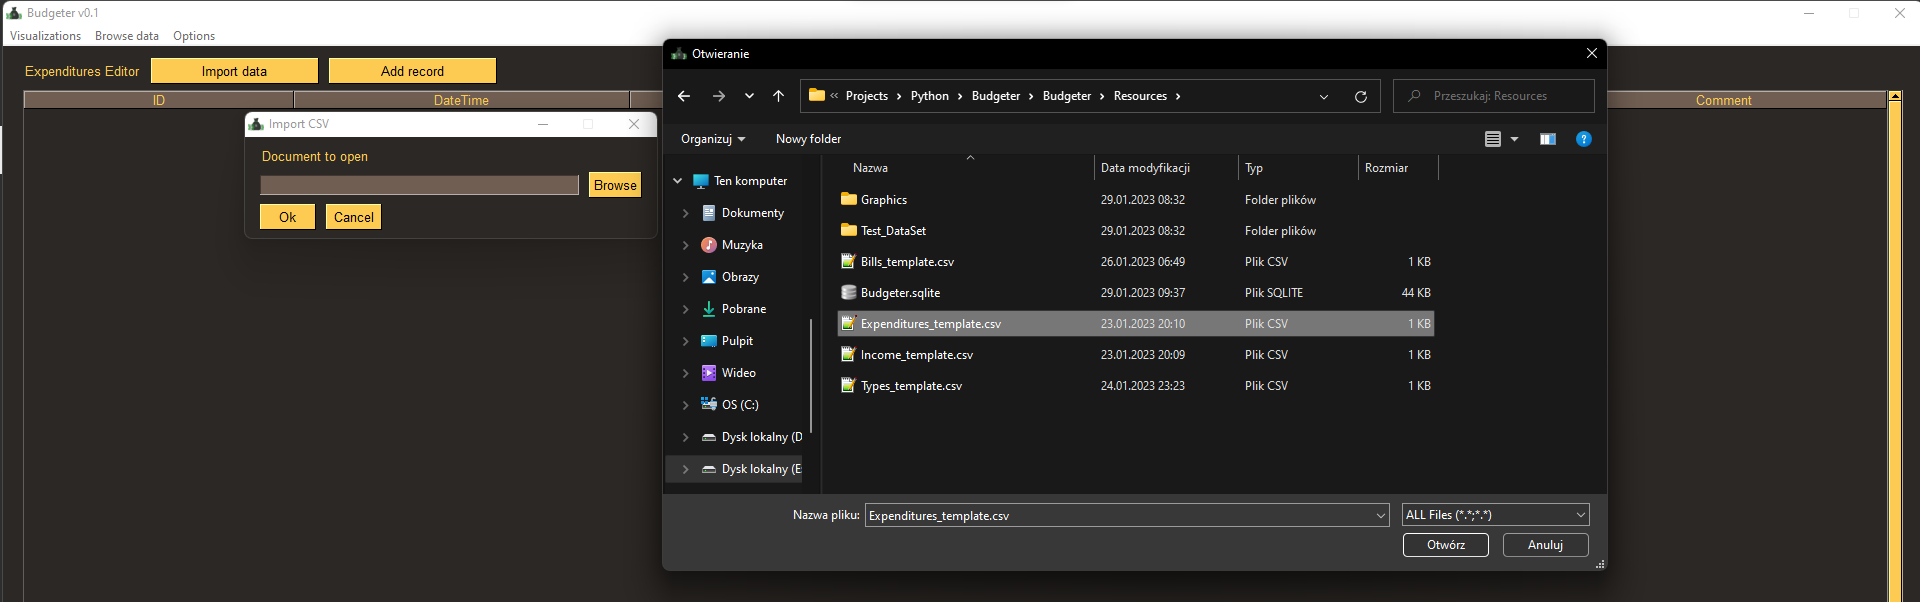 Budgeter v0.1
Visualizations Browse data Options
Expenditures Editor Import data Add record
ID DateTime Comment
Import CSV
Document to open
Browse
Ok Cancel
Otwieranie
« Projects > Python > Budgeter > Budgeter > Resources >
Przeszukaj: Resources
Organizuj Nowy folder
Ten komputer
Dokumenty
Muzyka
Obrazy
Pobrane
Pulpit
Wideo
OS (C:)
Dysk lokalny (D
Dysk lokalny (E
Nazwa Data modyfikacji Typ Rozmiar
Graphics 29.01.2023 08:32 Folder plików
Test_DataSet 29.01.2023 08:32 Folder plików
Bills_template.csv 26.01.2023 06:49 Plik CSV 1 KB
Budgeter.sqlite 29.01.2023 09:37 Plik SQLITE 44 KB
Expenditures_template.csv 23.01.2023 20:10 Plik CSV 1 KB
Income_template.csv 23.01.2023 20:09 Plik CSV 1 KB
Types_template.csv 24.01.2023 23:23 Plik CSV 1 KB
Nazwa pliku: Expenditures_template.csv ALL Files (*.*;*.*)
Otwórz Anuluj